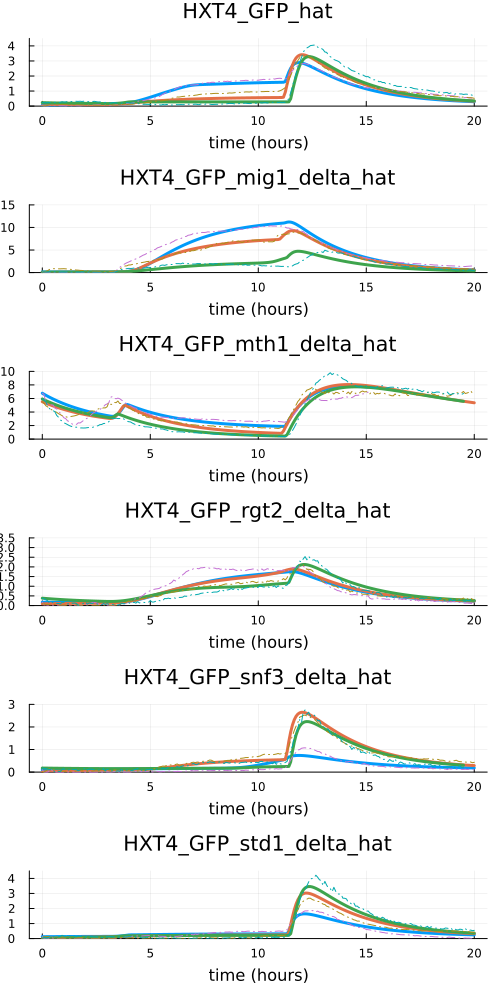 HXT4_GFP_hat
4
3
2
1
0
0 5 10 15 20
time (hours)
HXT4_GFP_mig1_delta_hat
15
10
5
0
0 5 10 15 20
time (hours)
HXT4_GFP_mth1_delta_hat
10
8
6
4
2
0
0 5 10 15 20
time (hours)
HXT4_GFP_rgt2_delta_hat
3.5
3.0
2.5
2.0
1.5
1.0
0.5
0.0
0 5 10 15 20
time (hours)
HXT4_GFP_snf3_delta_hat
3
2
1
0
0 5 10 15 20
time (hours)
HXT4_GFP_std1_delta_hat
4
3
2
1
0
0 5 10 15 20
time (hours)